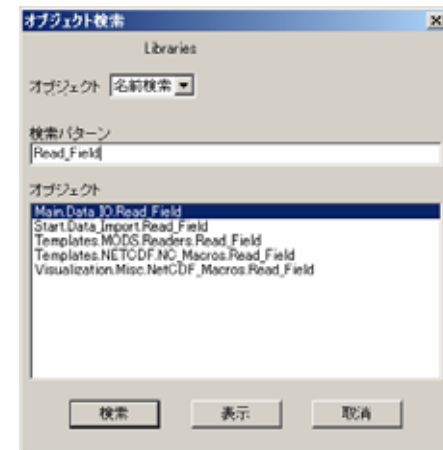 オブジェクト検索
Libraries
オブジェクト 名前検索
検索パターン
Read_Field
オブジェクト
Main.Data_IO.Read_Field
Start.Data_Import.Read_Field
Templates.MODS.Readers.Read_Field
Templates.NETCDF.NC_Macros.Read_Field
Visualization.Misc.NetCDF_Macros.Read_Field
検索 表示 取消